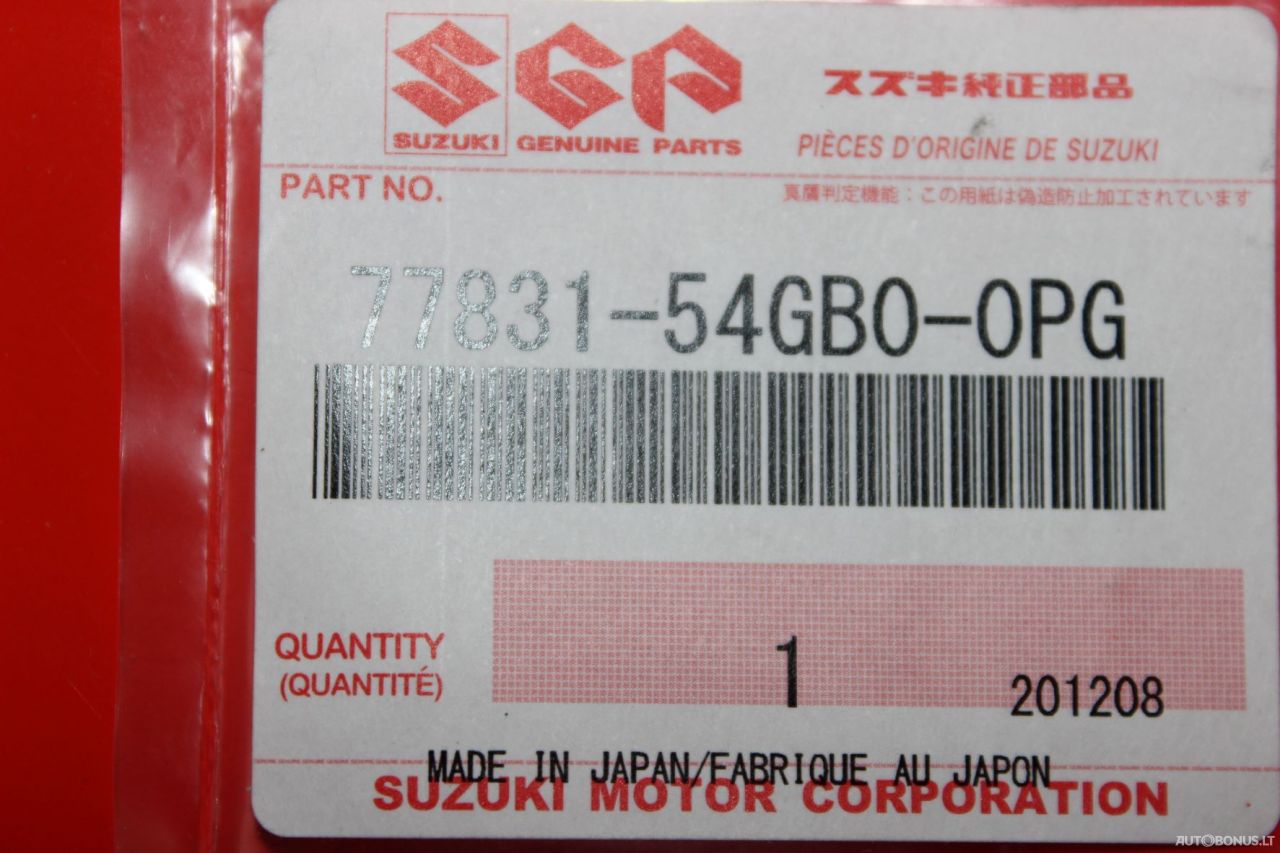 SUZUKI
SGP
GENUINE PARTS
スズキ純正部品
PIÈCES D'ORIGINE DE SUZUKI
PART NO.
真贋判定機能：この用紙は偽造防止加工されています
77831-54GB0-0PG
QUANTITY
(QUANTITÉ)
1
201208
MADE IN JAPAN/FABRIQUE AU JAPON
SUZUKI MOTOR CORPORATION
AUTOBONUS.LT